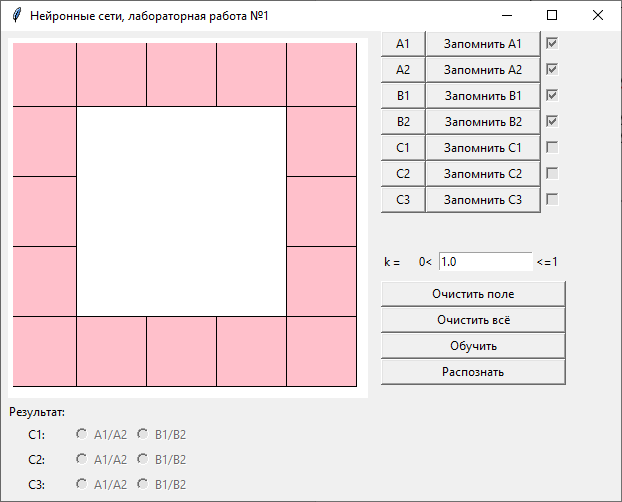 Нейронные сети, лабораторная работа №1
A1 Запомнить A1
A2 Запомнить A2
B1 Запомнить B1
B2 Запомнить B2
C1 Запомнить C1
C2 Запомнить C2
C3 Запомнить C3
k = 0< 1.0 <=1
Очистить поле
Очистить всё
Обучить
Распознать
Результат:
C1: A1/A2 B1/B2
C2: A1/A2 B1/B2
C3: A1/A2 B1/B2